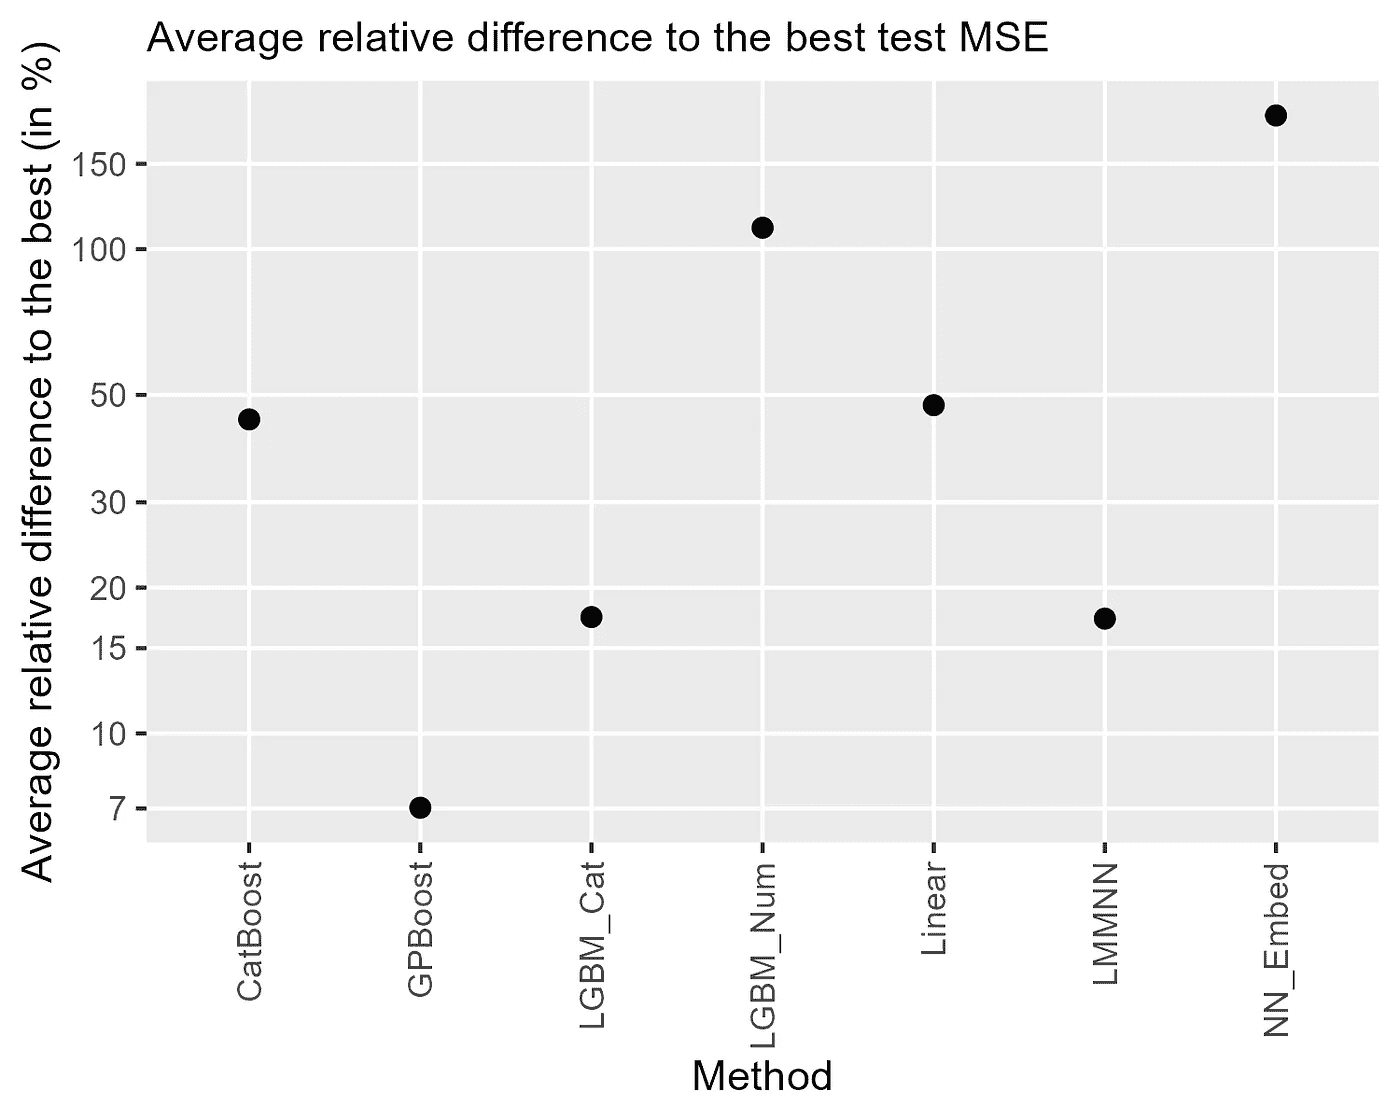 Average relative difference to the best test MSE
Average relative difference to the best (in %)
150
100
50
30
20
15
10
7
CatBoost
GPBoost
LGBM_Cat
LGBM_Num
Linear
LMMNN
NN_Embed
Method